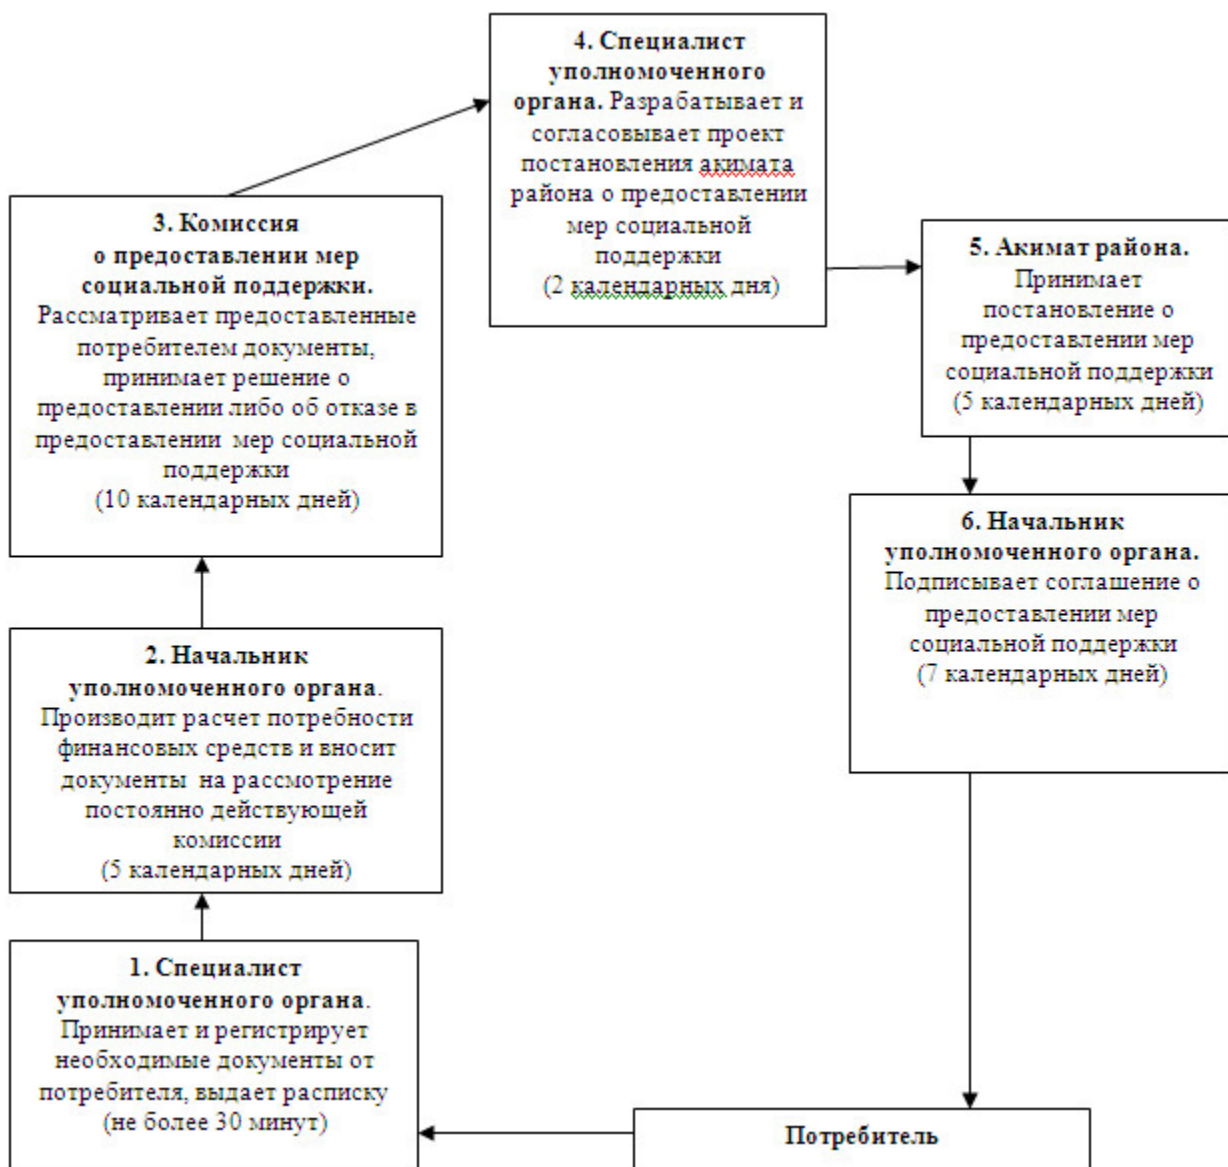 4. Специалист
уполномоченного
органа. Разрабатывает и
согласовывает проект
постановления акимата
района о предоставлении
мер социальной
поддержки
(2 календарных дня)
3. Комиссия
о предоставлении мер
социальной поддержки.
Рассматривает предоставленные
потребителем документы,
принимает решение о
предоставлении либо об отказе в
предоставлении мер социальной
поддержки
(10 календарных дней)
5. Акимат района.
Принимает
постановление о
предоставлении мер
социальной поддержки
(5 календарных дней)
6. Начальник
уполномоченного органа.
Подписывает соглашение о
предоставлении мер
социальной поддержки
(7 календарных дней)
2. Начальник
уполномоченного органа.
Производит расчет потребности
финансовых средств и вносит
документы на рассмотрение
постоянно действующей
комиссии
(5 календарных дней)
1. Специалист
уполномоченного органа.
Принимает и регистрирует
необходимые документы от
потребителя, выдает расписку
(не более 30 минут)
Потребитель